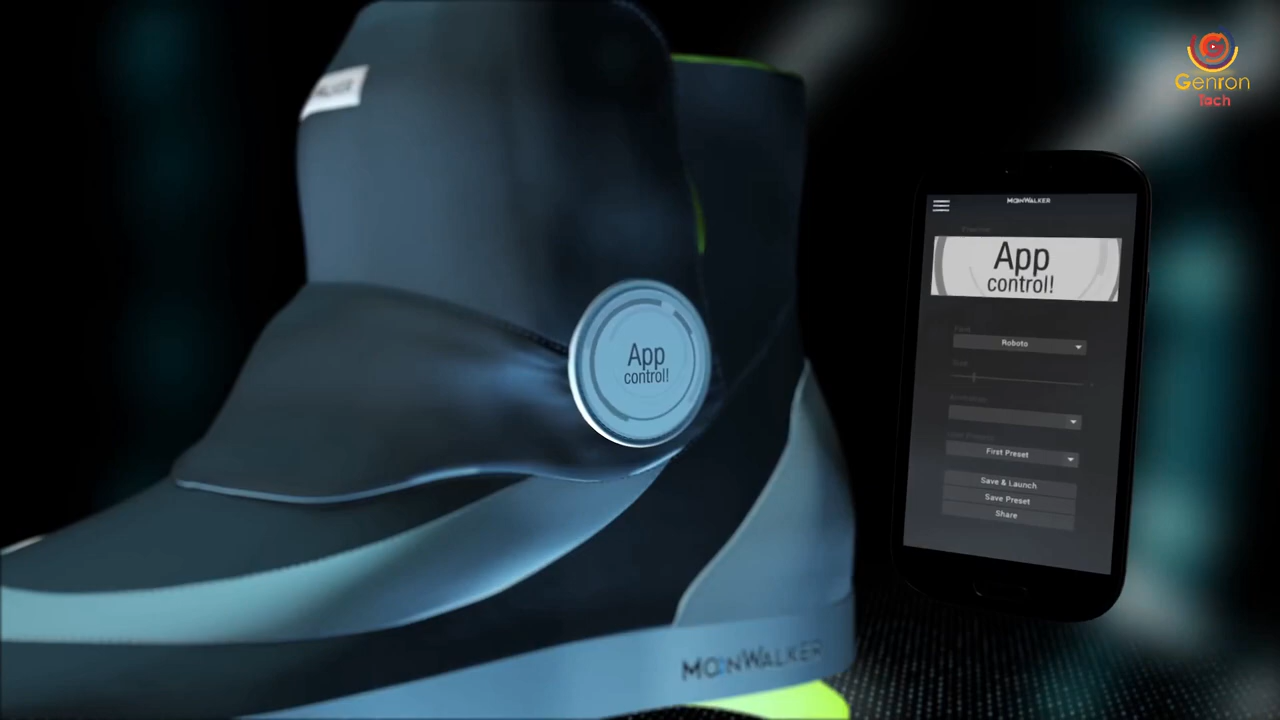 Genron
Tech
MOONWALKER
App
control!
Roboto
First Preset
Save & Launch
Save Preset
Share
App
control!
MOONWALKER